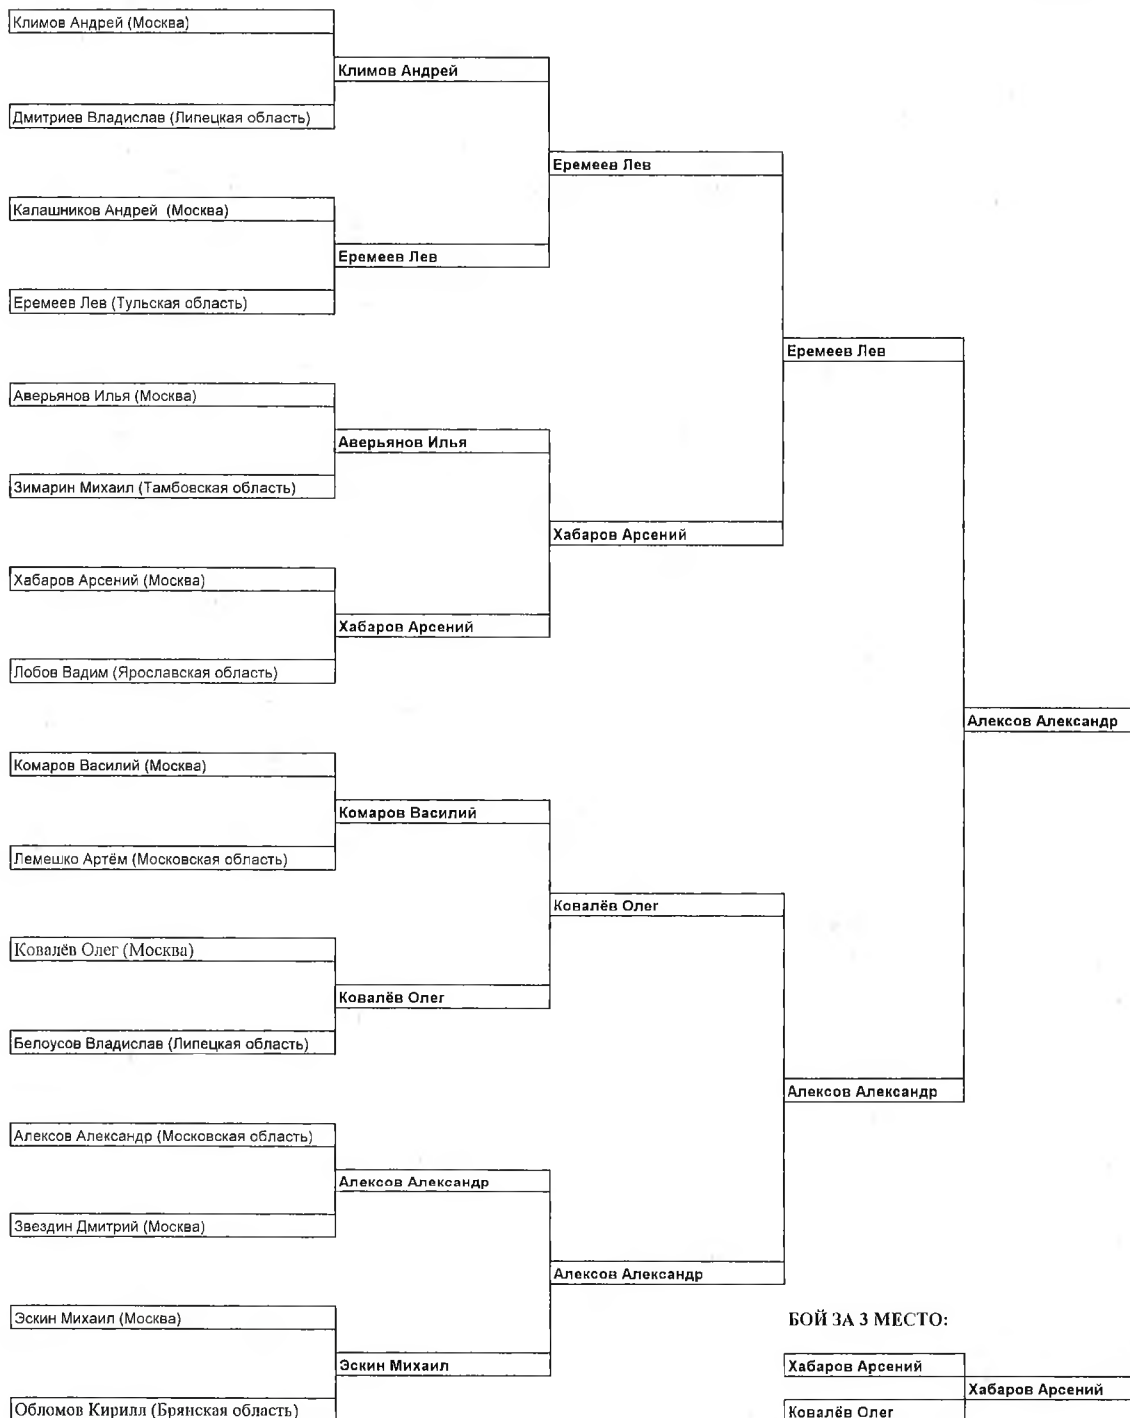 Климов Андрей (Москва)
Климов Андрей
Дмитриев Владислав (Липецкая область)
Еремеев Лев
Калашников Андрей (Москва)
Еремеев Лев
Еремеев Лев (Тульская область)
Еремеев Лев
Аверьянов Илья (Москва)
Аверьянов Илья
Зимарин Михаил (Тамбовская область)
Хабаров Арсений
Хабаров Арсений (Москва)
Хабаров Арсений
Лобов Вадим (Ярославская область)
Алексов Александр
Комаров Василий (Москва)
Комаров Василий
Лемешко Артём (Московская область)
Ковалёв Олег
Ковалёв Олег (Москва)
Ковалёв Олег
Белоусов Владислав (Липецкая область)
Алексов Александр
Алексов Александр (Московская область)
Алексов Александр
Звездин Дмитрий (Москва)
Алексов Александр
Эскин Михаил (Москва)
Эскин Михаил
Обломов Кирилл (Брянская область)
БОЙ ЗА 3 МЕСТО:
Хабаров Арсений
Хабаров Арсений
Ковалёв Олег